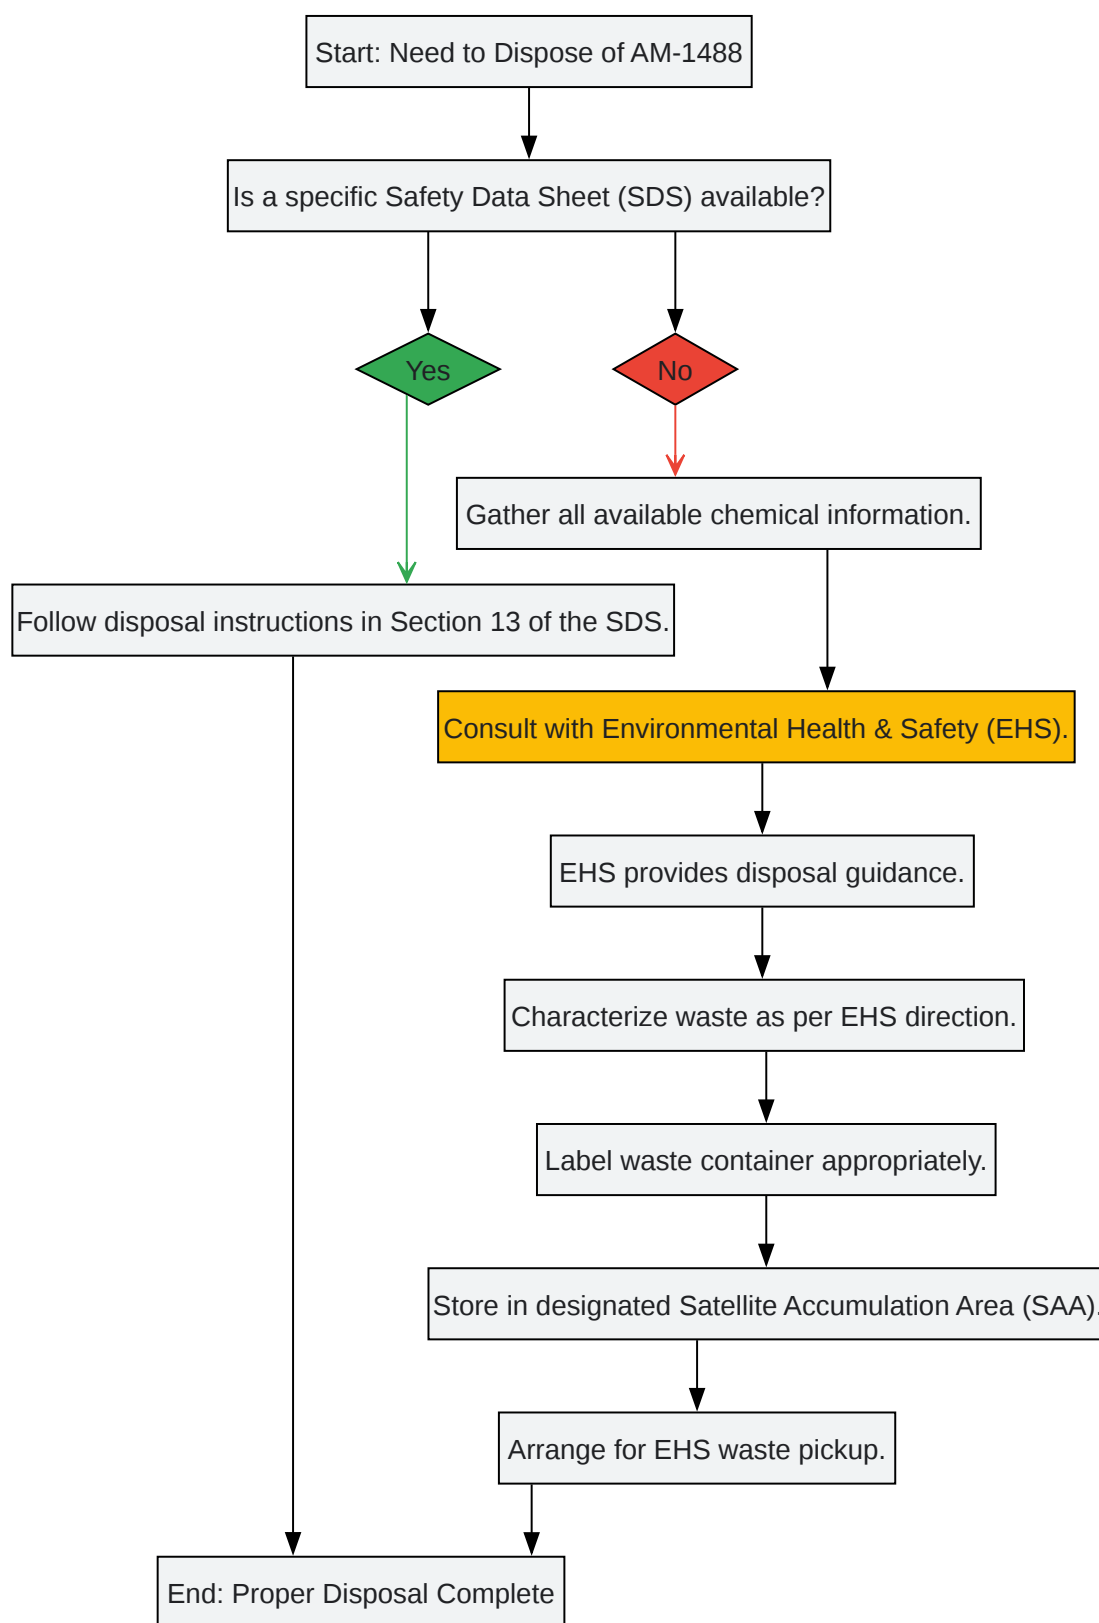 Start: Need to Dispose of AM-1488
Is a specific Safety Data Sheet (SDS) available?
Yes
No
Gather all available chemical information.
Follow disposal instructions in Section 13 of the SDS.
Consult with Environmental Health & Safety (EHS).
EHS provides disposal guidance.
Characterize waste as per EHS direction.
Label waste container appropriately.
Store in designated Satellite Accumulation Area (SAA).
Arrange for EHS waste pickup.
End: Proper Disposal Complete